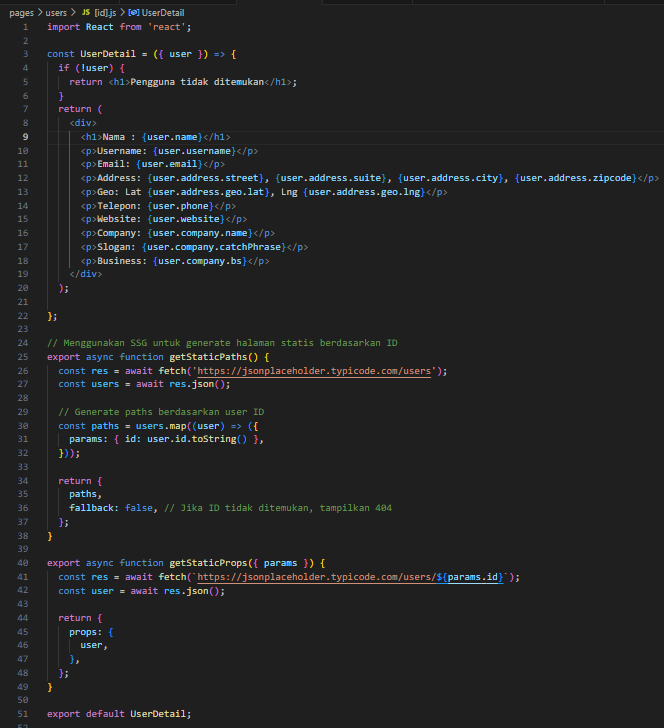 pages > users > JS [id].js > UserDetail
1 import React from 'react';
2
3 const UserDetail = ({ user }) => {
4   if (!user) {
5     return <h1>Pengguna tidak ditemukan</h1>;
6   }
7   return (
8     <div>
9       <h1>Nama : {user.name}</h1>
10       <p>Username: {user.username}</p>
11       <p>Email: {user.email}</p>
12       <p>Address: {user.address.street}, {user.address.suite}, {user.address.city}, {user.address.zipcode}</p>
13       <p>Geo: Lat {user.address.geo.lat}, Lng {user.address.geo.lng}</p>
14       <p>Telepon: {user.phone}</p>
15       <p>Website: {user.website}</p>
16       <p>Company: {user.company.name}</p>
17       <p>Slogan: {user.company.catchPhrase}</p>
18       <p>Business: {user.company.bs}</p>
19     </div>
20   );
21
22 };
23
24 // Menggunakan SSG untuk generate halaman statis berdasarkan ID
25 export async function getStaticPaths() {
26   const res = await fetch('https://jsonplaceholder.typicode.com/users');
27   const users = await res.json();
28
29   // Generate paths berdasarkan user ID
30   const paths = users.map((user) => ({
31     params: { id: user.id.toString() },
32   }));
33
34   return {
35     paths,
36     fallback: false, // Jika ID tidak ditemukan, tampilkan 404
37   };
38 }
39
40 export async function getStaticProps({ params }) {
41   const res = await fetch(`https://jsonplaceholder.typicode.com/users/${params.id}`);
42   const user = await res.json();
43
44   return {
45     props: {
46       user,
47     },
48   };
49 }
50
51 export default UserDetail;
52